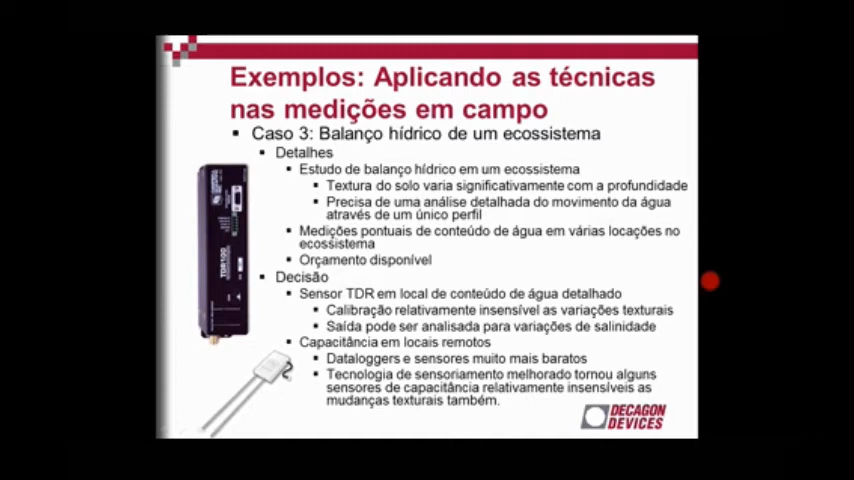 Exemplos: Aplicando as técnicas
nas medições em campo
Caso 3: Balanço hídrico de um ecossistema
Detalhes
Estudo de balanço hídrico em um ecossistema
Textura do solo varia significativamente com a profundidade
Precisa de uma análise detalhada do movimento da água
através de um único perfil
Medições pontuais de conteúdo de água em várias locações no
ecossistema
Orçamento disponível
Decisão
Sensor TDR em local de conteúdo de água detalhado
Calibração relativamente insensível as variações texturais
Saída pode ser analisada para variações de salinidade
Capacitância em locais remotos
Dataloggers e sensores muito mais baratos
Tecnologia de sensoriamento melhorado tornou alguns
sensores de capacitância relativamente insensíveis as
mudanças texturais também.
TDR100
DECAGON
DEVICES